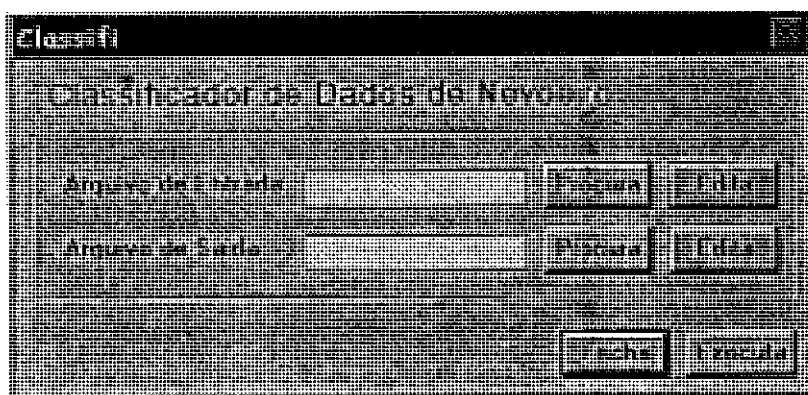 Classifi
Classificador de Dados de Novo
Arquivo de Entrada Procura Edita
Arquivo de Saída Procura Edita
Fecha Executa